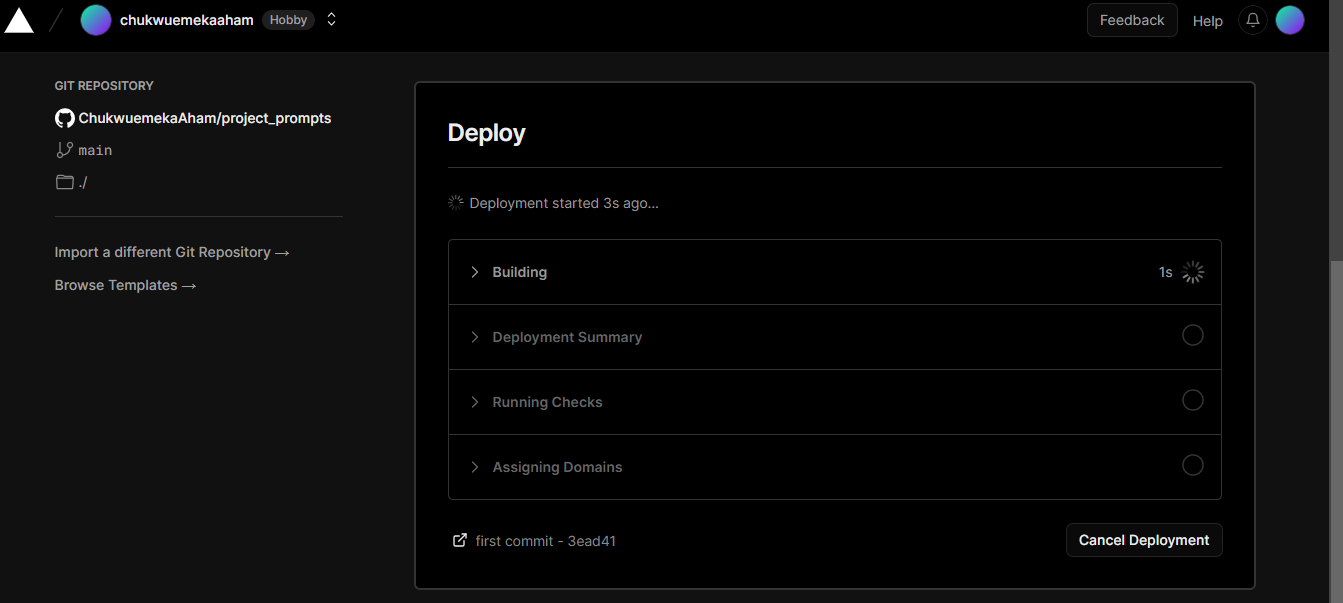 chukwuemekaaham Hobby
Feedback Help
GIT REPOSITORY
ChukwuemekaAham/project_prompts
main
./
Import a different Git Repository →
Browse Templates →
Deploy
Deployment started 3s ago...
Building 1s
Deployment Summary
Running Checks
Assigning Domains
first commit - 3ead41
Cancel Deployment